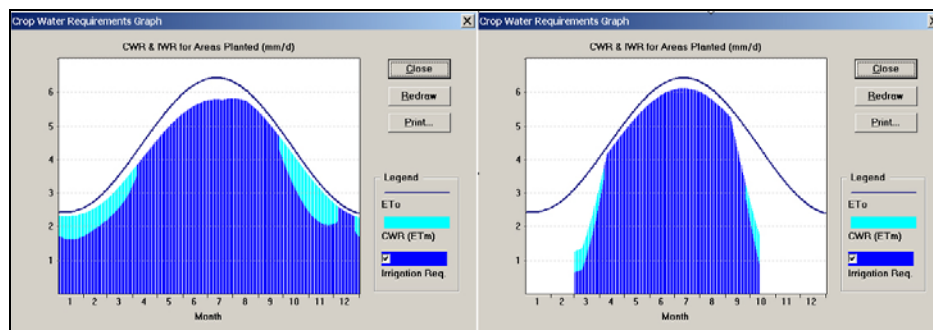 Crop Water Requirements Graph
CWR & IWR for Areas Planted (mm/d)
6
5
4
3
2
1
1 2 3 4 5 6 7 8 9 10 11 12
Month
Close
Redraw
Print...
Legend
ETo
CWR (ETm)
Irrigation Req.
Crop Water Requirements Graph
CWR & IWR for Areas Planted (mm/d)
6
5
4
3
2
1
1 2 3 4 5 6 7 8 9 10 11 12
Month
Close
Redraw
Print...
Legend
ETo
CWR (ETm)
Irrigation Req.